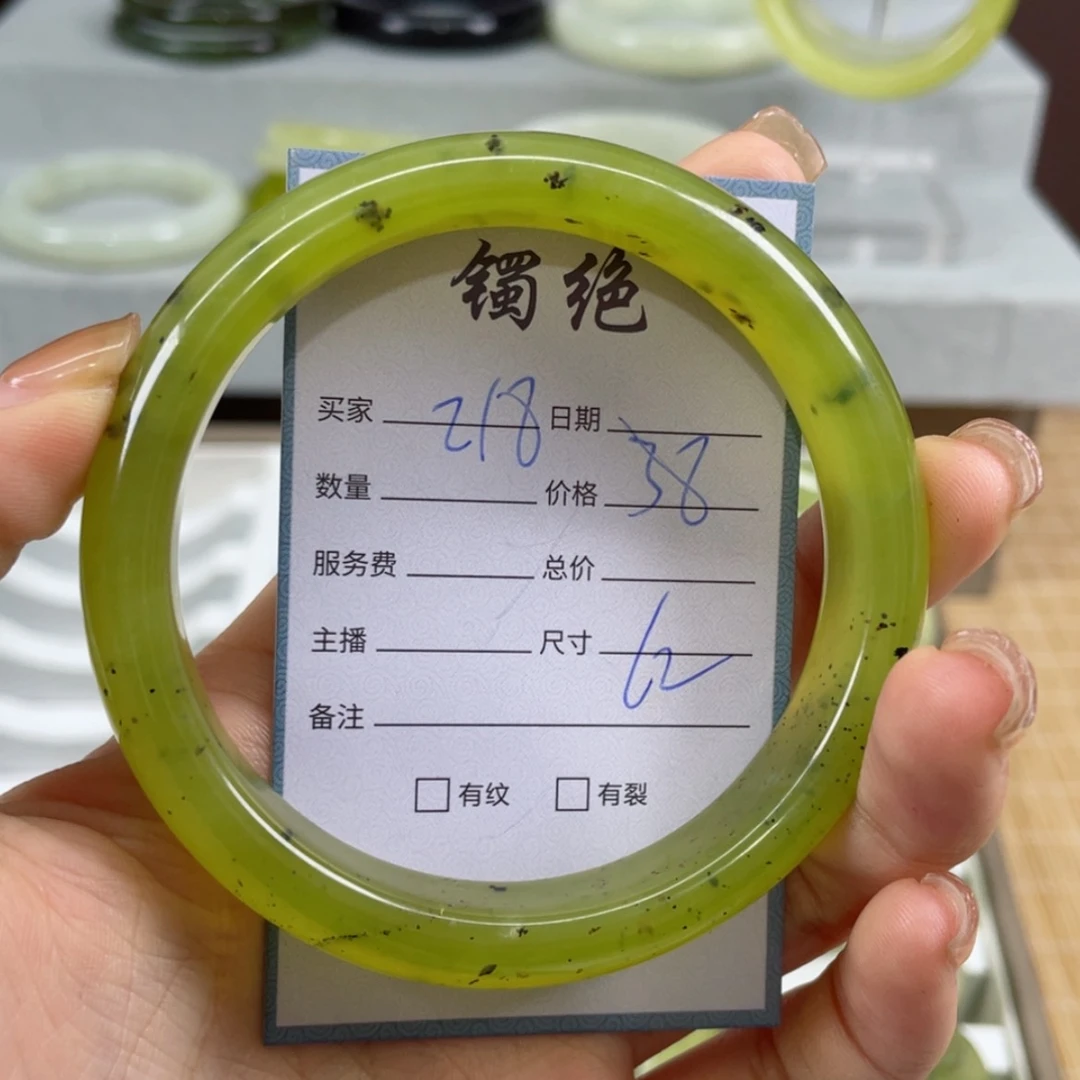 镯绝
买家 218 日期
数量 价格 38
服务费 总价
主播 尺寸 62
备注
有纹 有裂